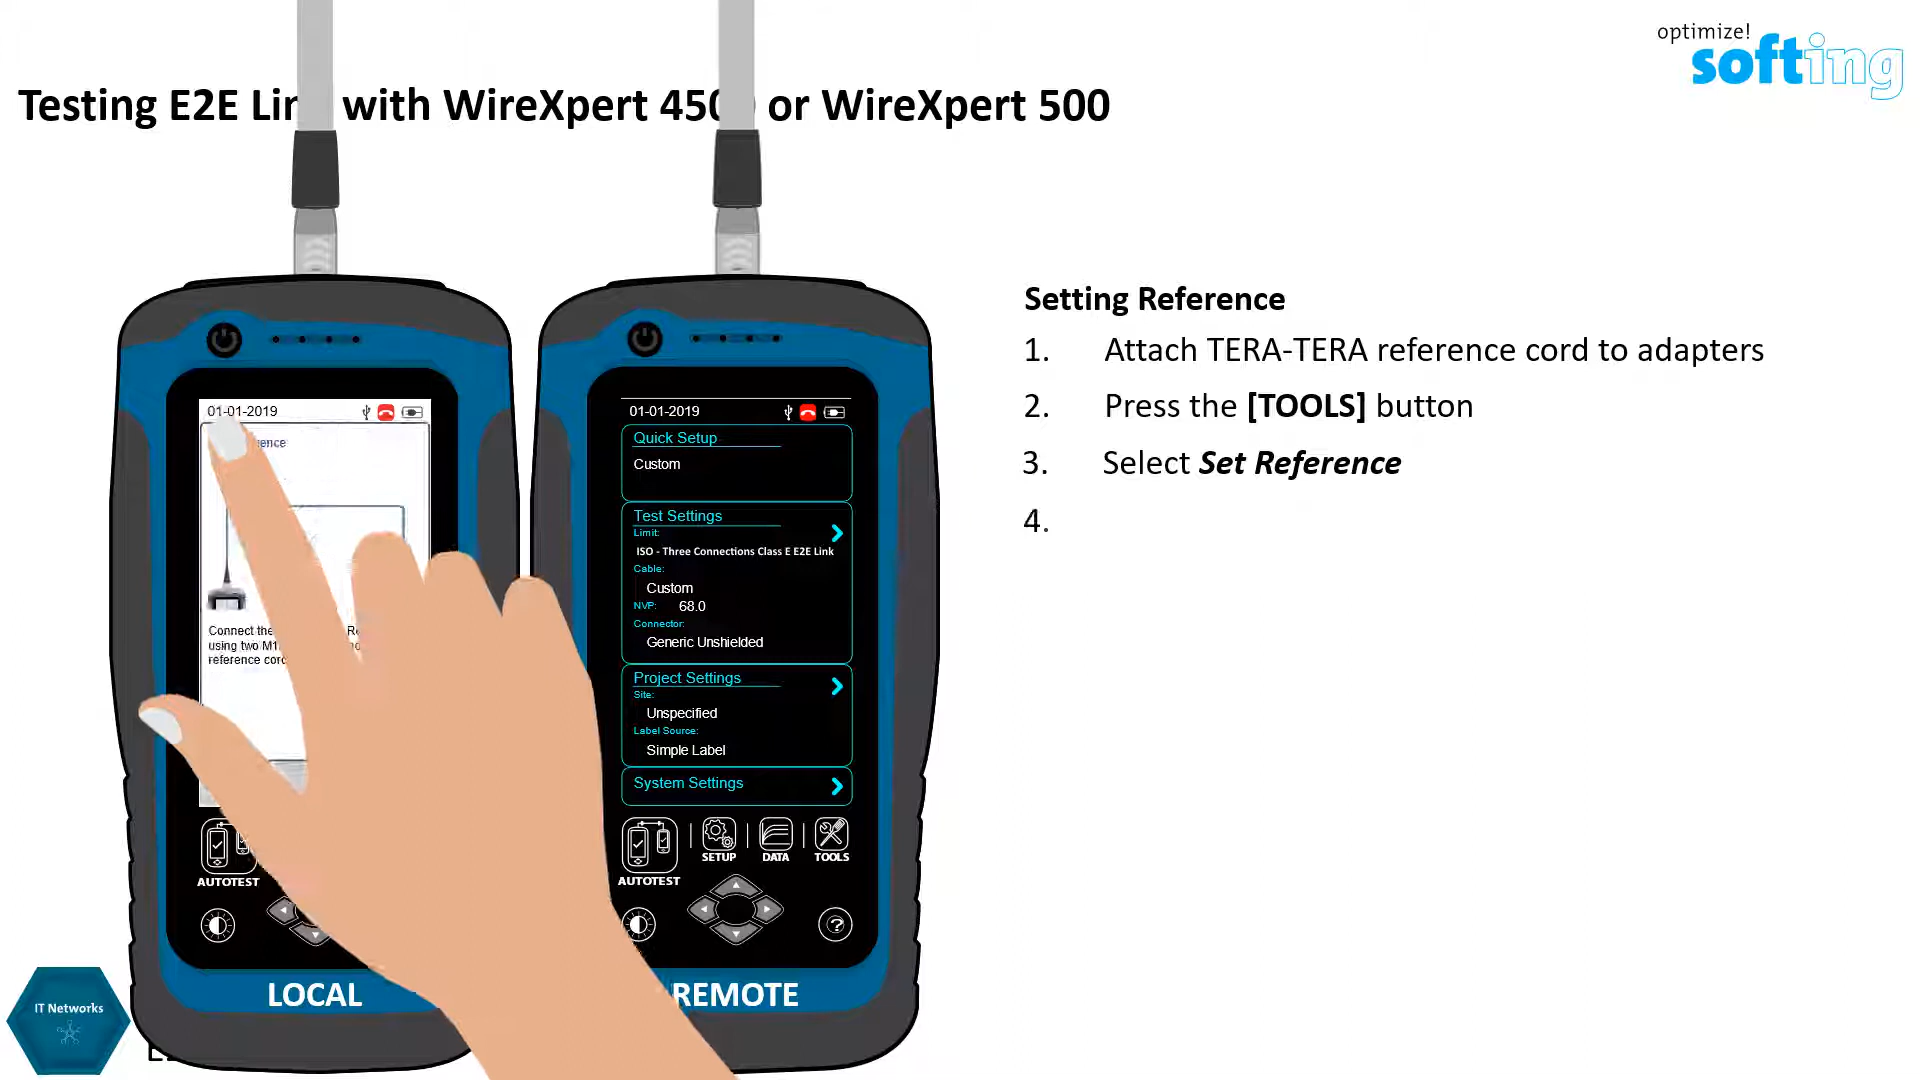 optimize!
softing
Testing E2E Lin with WireXpert 450 or WireXpert 500
01-01-2019
ence
Connect the R
using two M1
reference cord
AUTOTEST
LOCAL
01-01-2019
Quick Setup
Custom
Test Settings
Limit:
ISO - Three Connections Class E E2E Link
Cable:
Custom
NVP: 68.0
Connector:
Generic Unshielded
Project Settings
Site:
Unspecified
Label Source:
Simple Label
System Settings
AUTOTEST
SETUP
DATA
TOOLS
?
REMOTE
Setting Reference
1. Attach TERA-TERA reference cord to adapters
2. Press the [TOOLS] button
3. Select Set Reference
4.
IT Networks